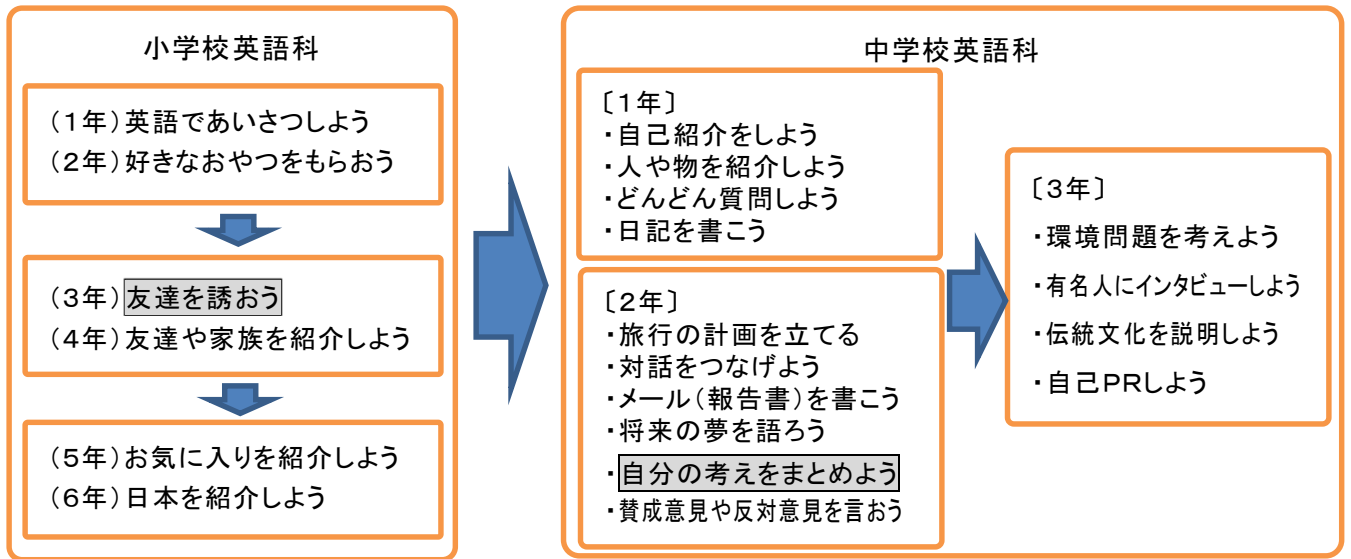 小学校英語科
(1年)英語であいさつしよう
(2年)好きなおやつをもらおう
(3年)友達を誘おう
(4年)友達や家族を紹介しよう
(5年)お気に入りを紹介しよう
(6年)日本を紹介しよう
中学校英語科
〔1年〕
・自己紹介をしよう
・人や物を紹介しよう
・どんどん質問しよう
・日記を書こう
〔2年〕
・旅行の計画を立てる
・対話をつなげよう
・メール(報告書)を書こう
・将来の夢を語ろう
・自分の考えをまとめよう
・賛成意見や反対意見を言おう
〔3年〕
・環境問題を考えよう
・有名人にインタビューしよう
・伝統文化を説明しよう
・自己PRしよう